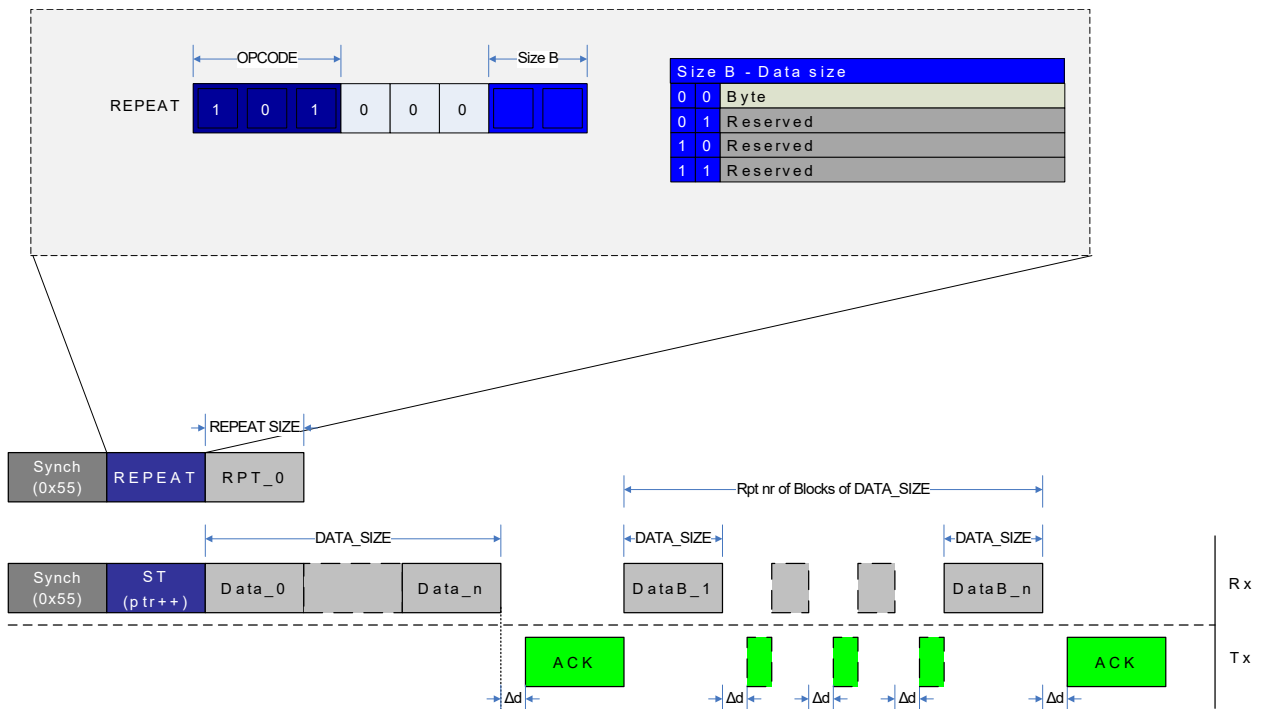 OPCODE
Size B
REPEAT
1 0 1 0 0 0
Size B - Data size
0 0 Byte
0 1 Reserved
1 0 Reserved
1 1 Reserved
REPEAT SIZE
Synch
(0x55)
REPEAT
RPT_0
Rpt nr of Blocks of DATA_SIZE
DATA_SIZE
DATA_SIZE
DATA_SIZE
Synch
(0x55)
ST
(ptr++)
Data_0
Data_n
DataB_1
DataB_n
Rx
ACK
ACK
Tx
Δd
Δd
Δd
Δd
Δd